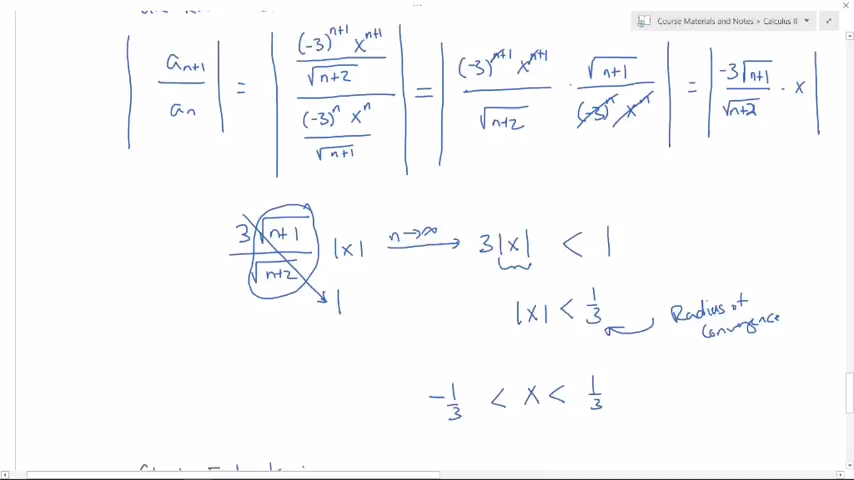 Course Materials and Notes > Calculus II
| a_{n+1} / a_n | = | ((-3)^{n+1} x^{n+1} / √(n+2)) / ((-3)^n x^n / √(n+1)) | = | (-3)^{n+1} x^{n+1} / √(n+2) · √(n+1) / (-3)^n x^n | = | -3√(n+1) / √(n+2) · x |
3√(n+1) / √(n+2) |x| n→∞ 3|x| < 1
1
|x| < 1/3
Radius of
Convergence
-1/3 < x < 1/3